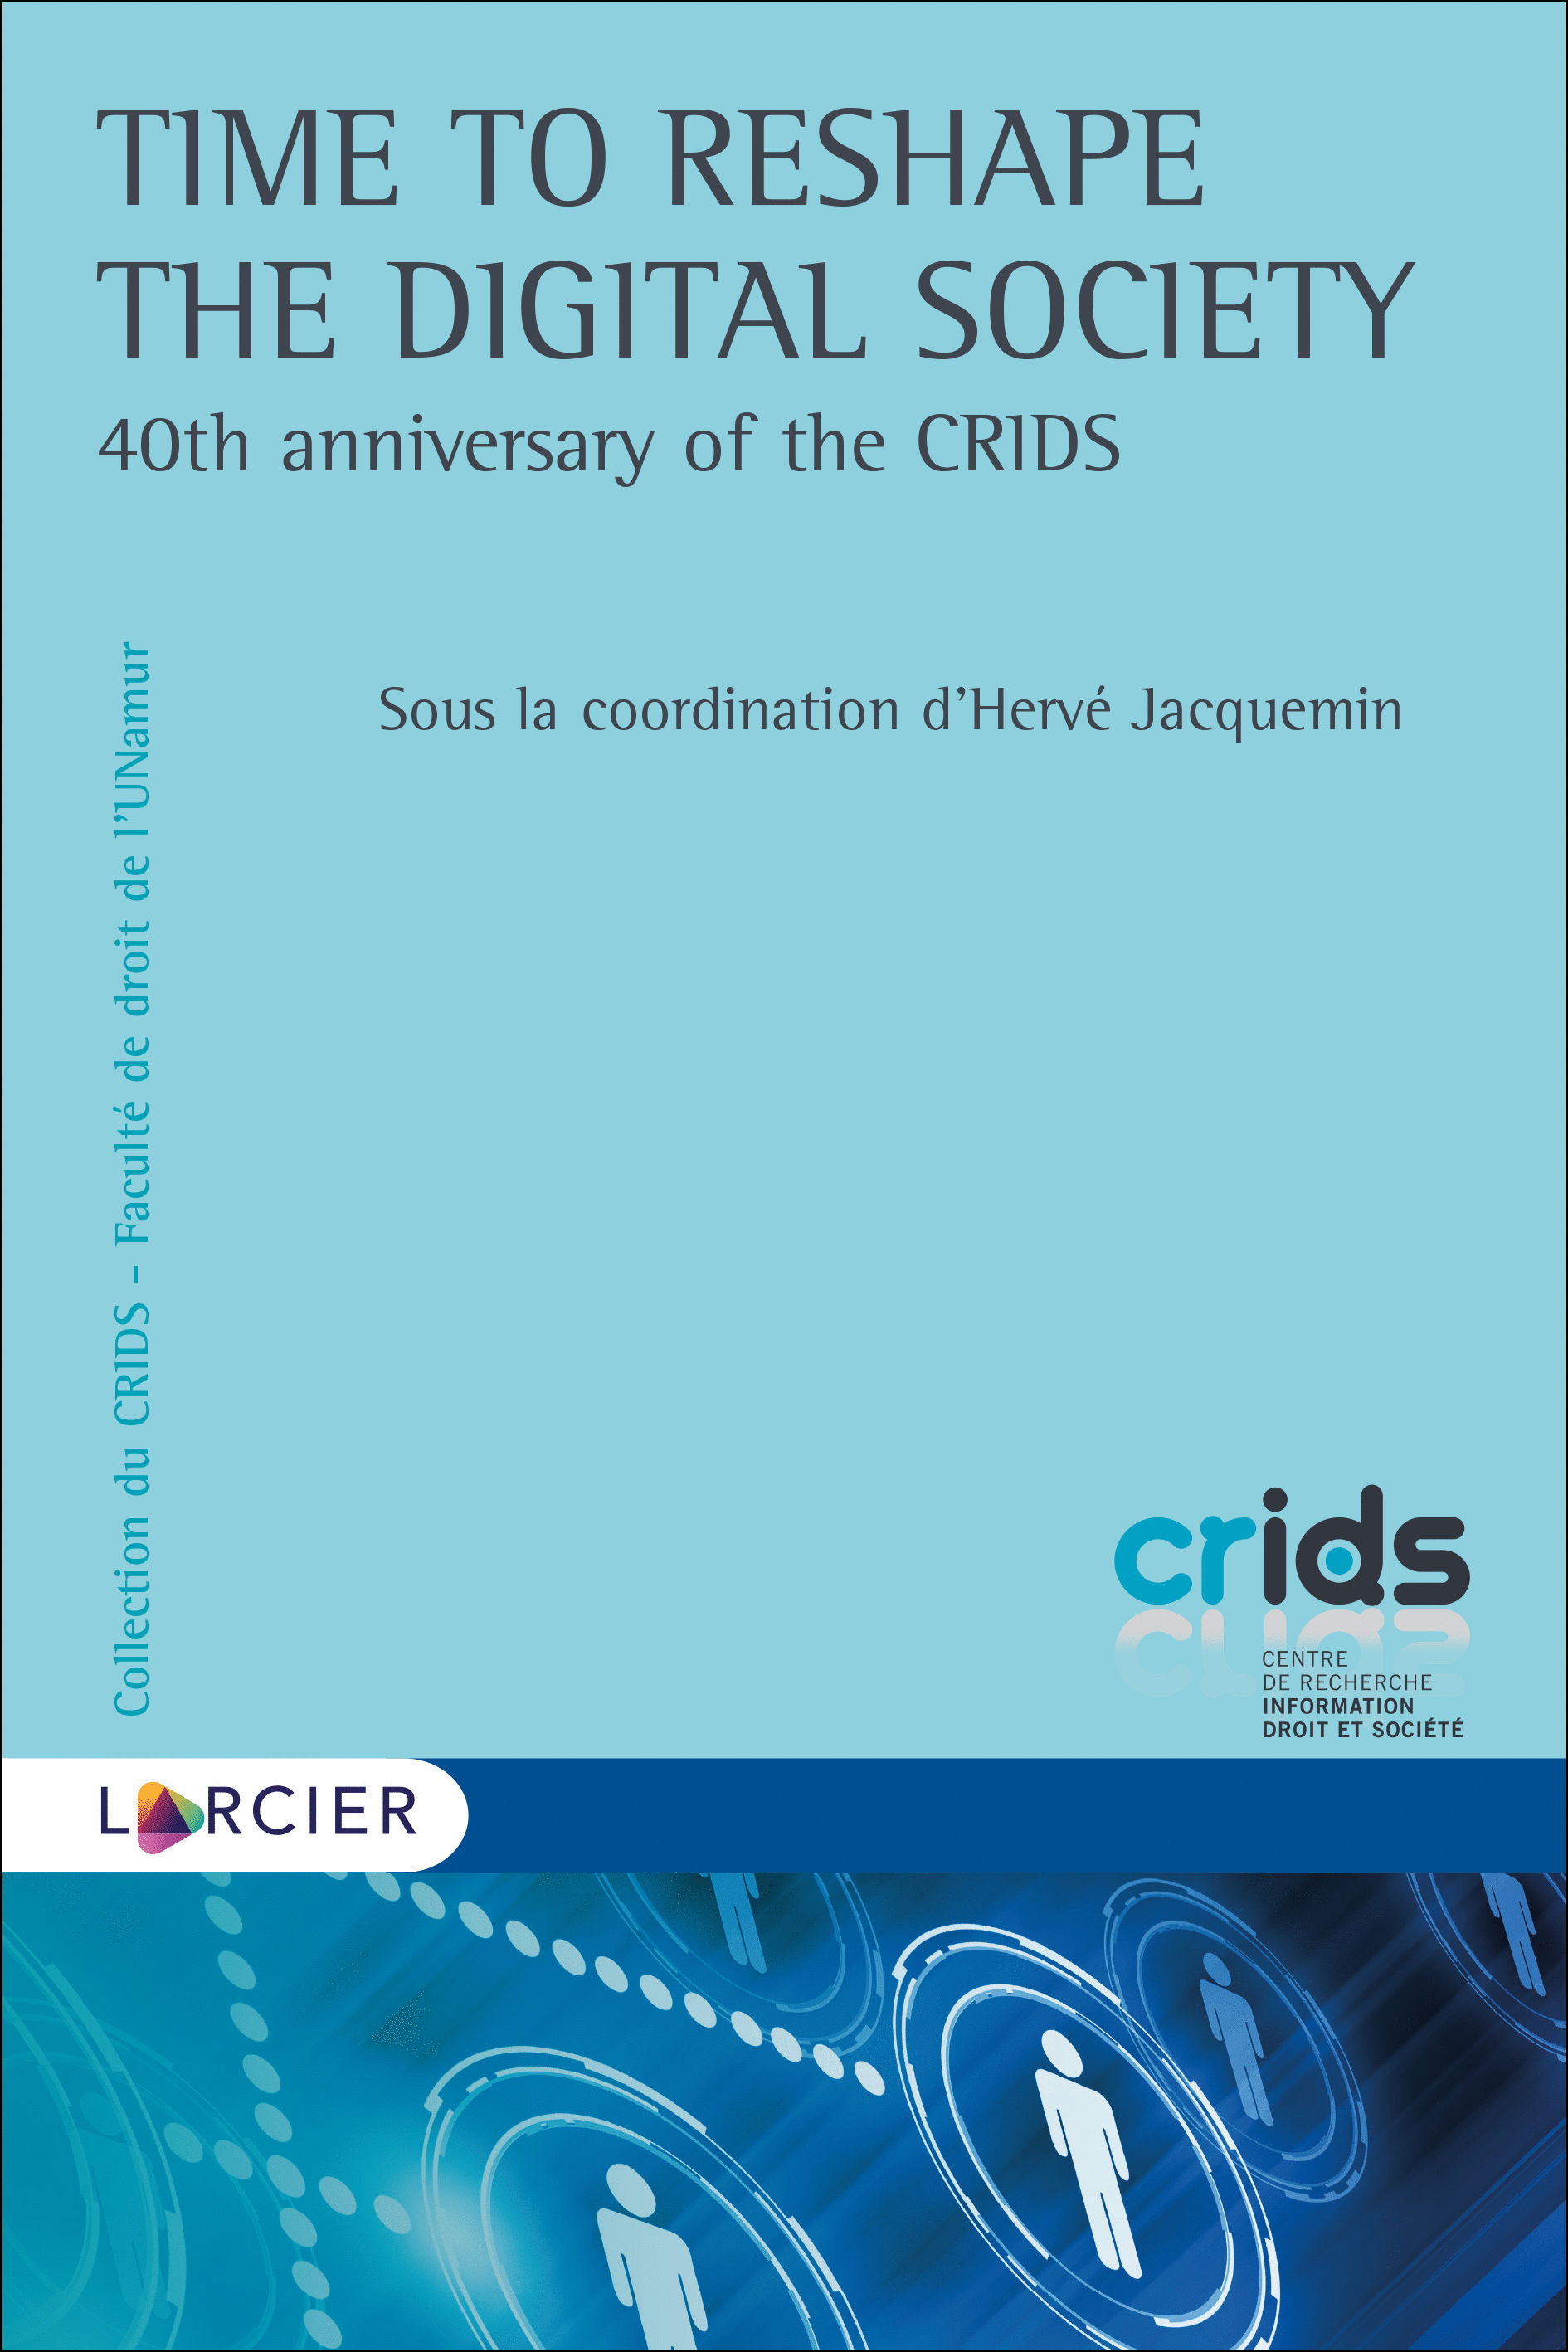 TIME TO RESHAPE
THE DIGITAL SOCIETY
40th anniversary of the CRIDS
Sous la coordination d'Hervé Jacquemin
Collection du CRIDS – Faculté de droit de l'UNamur
crids
CENTRE
DE RECHERCHE
INFORMATION
DROIT ET SOCIÉTÉ
LARCIER